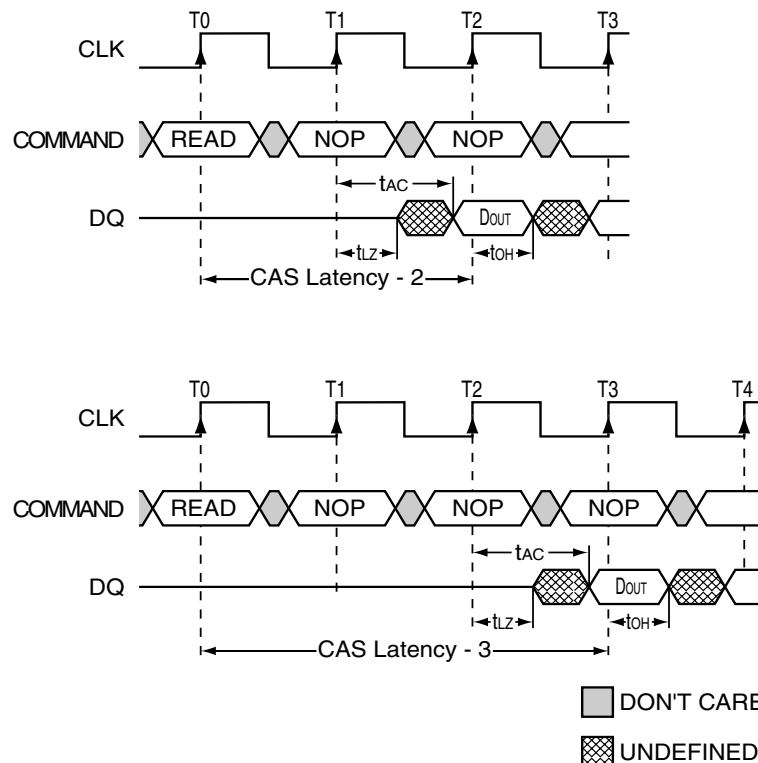 T0 T1 T2 T3
CLK
COMMAND READ NOP NOP
tAC
DQ DOUT
tLZ tOH
CAS Latency - 2
T0 T1 T2 T3 T4
CLK
COMMAND READ NOP NOP NOP
tAC
DQ DOUT
tLZ tOH
CAS Latency - 3
DON'T CARE
UNDEFINED